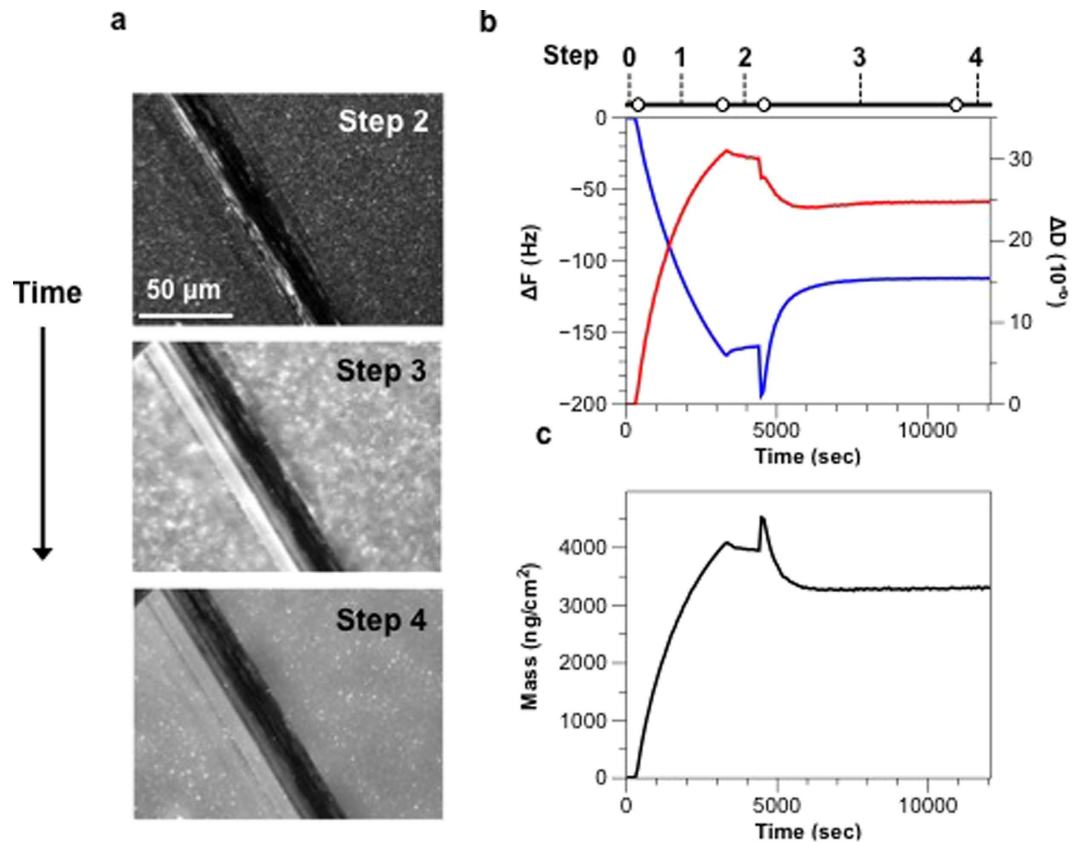 a
Time
Step 2
50 µm
Step 3
Step 4
b
Step 0 1 2 3 4
0
−50
−100
−150
−200
ΔF (Hz)
30
20
10
0
ΔD (10⁻⁶)
0 5000 10000
Time (sec)
c
4000
3000
2000
1000
0
Mass (ng/cm²)
0 5000 10000
Time (sec)